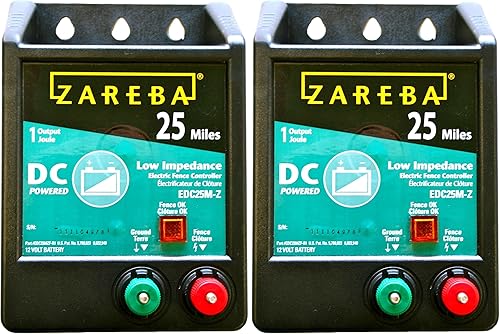 ZAREBA®
25 Miles
1 Output
Joule
DC
POWERED
Low Impedance
Electric Fence Controller
Électrificateur de Clôture
EDC25M-Z
Fence OK
Clôture OK
S/N:
Ground
Terre
Fence
Clôture
12 VOLT BATTERY
ZAREBA®
25 Miles
1 Output
Joule
DC
POWERED
Low Impedance
Electric Fence Controller
Électrificateur de Clôture
EDC25M-Z
Fence OK
Clôture OK
S/N:
Ground
Terre
Fence
Clôture
12 VOLT BATTERY